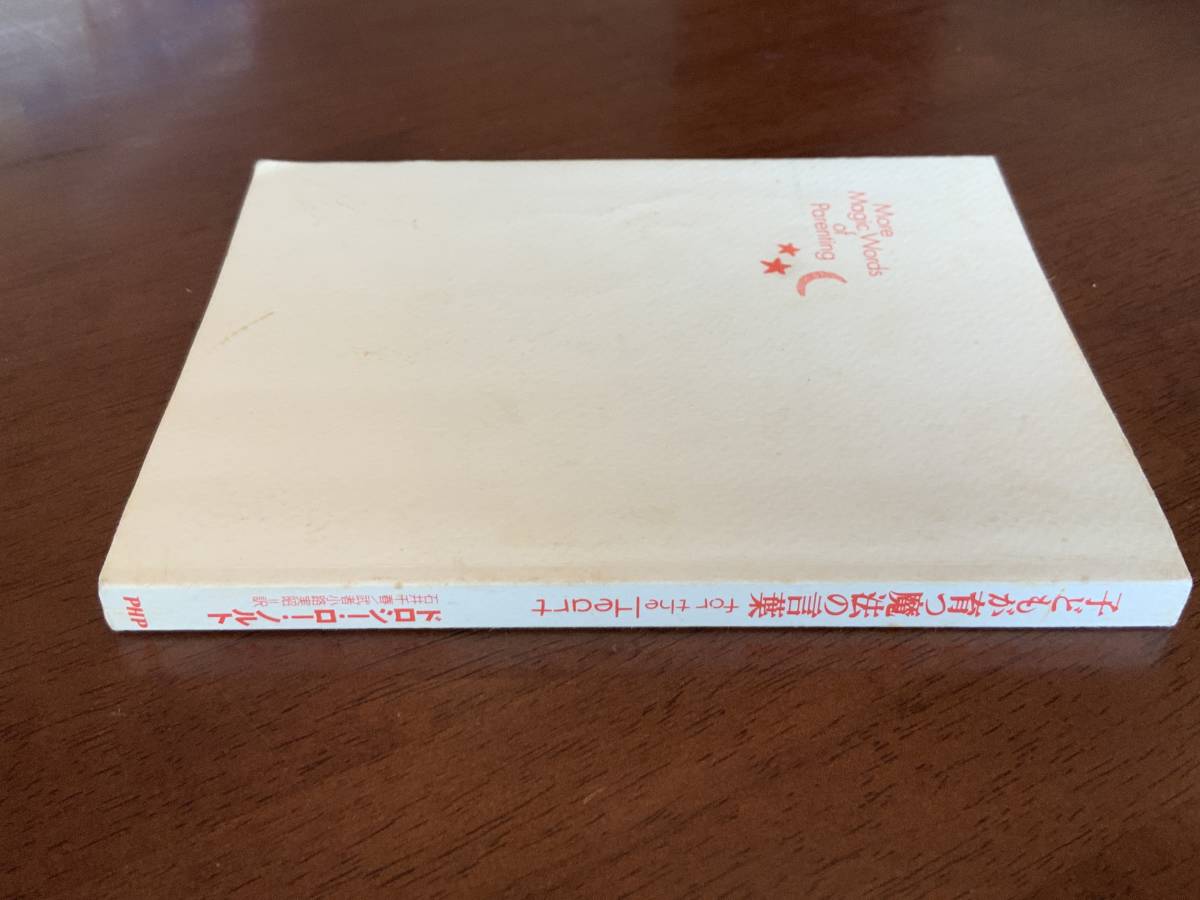 More
Magic Words
of
Parenting
子どもが育つ魔法の言葉 for the Heart
ドロシー・ロー・ノルト
石井千春/武者小路実昭=訳
PHP